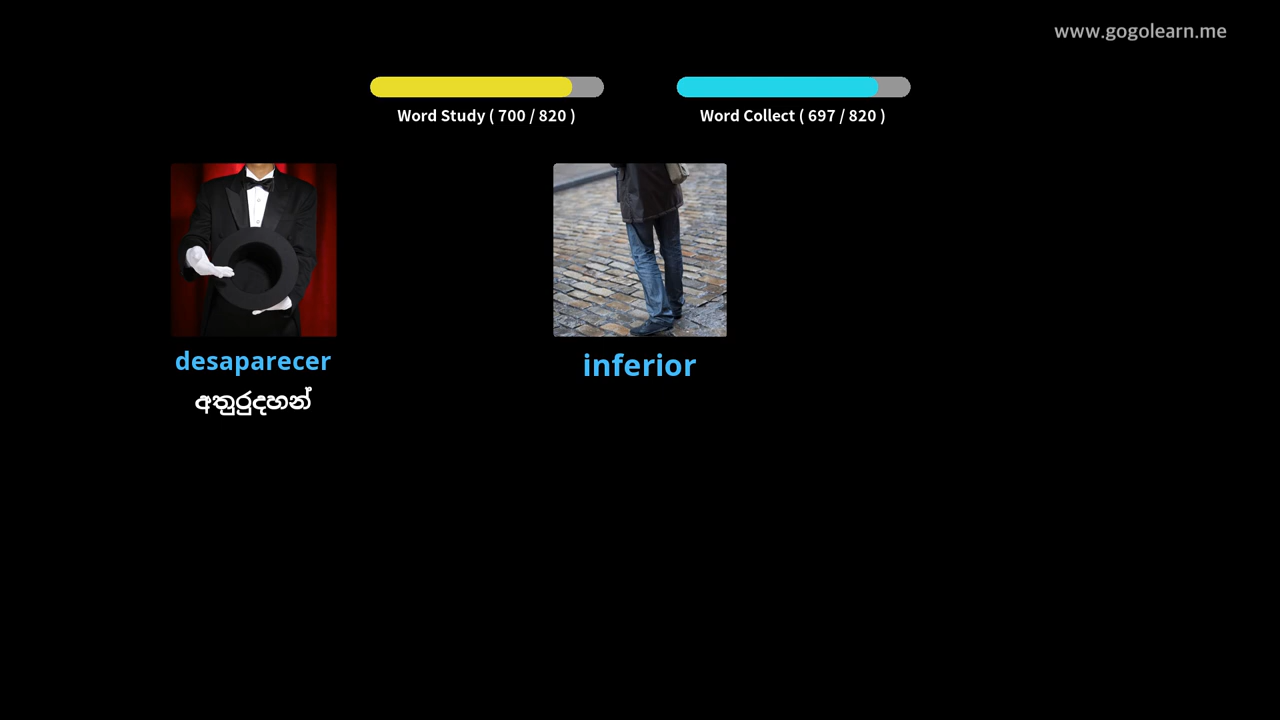 www.gogolearn.me
Word Study ( 700 / 820 )
Word Collect ( 697 / 820 )
desaparecer
inferior
අතුරුදහන්